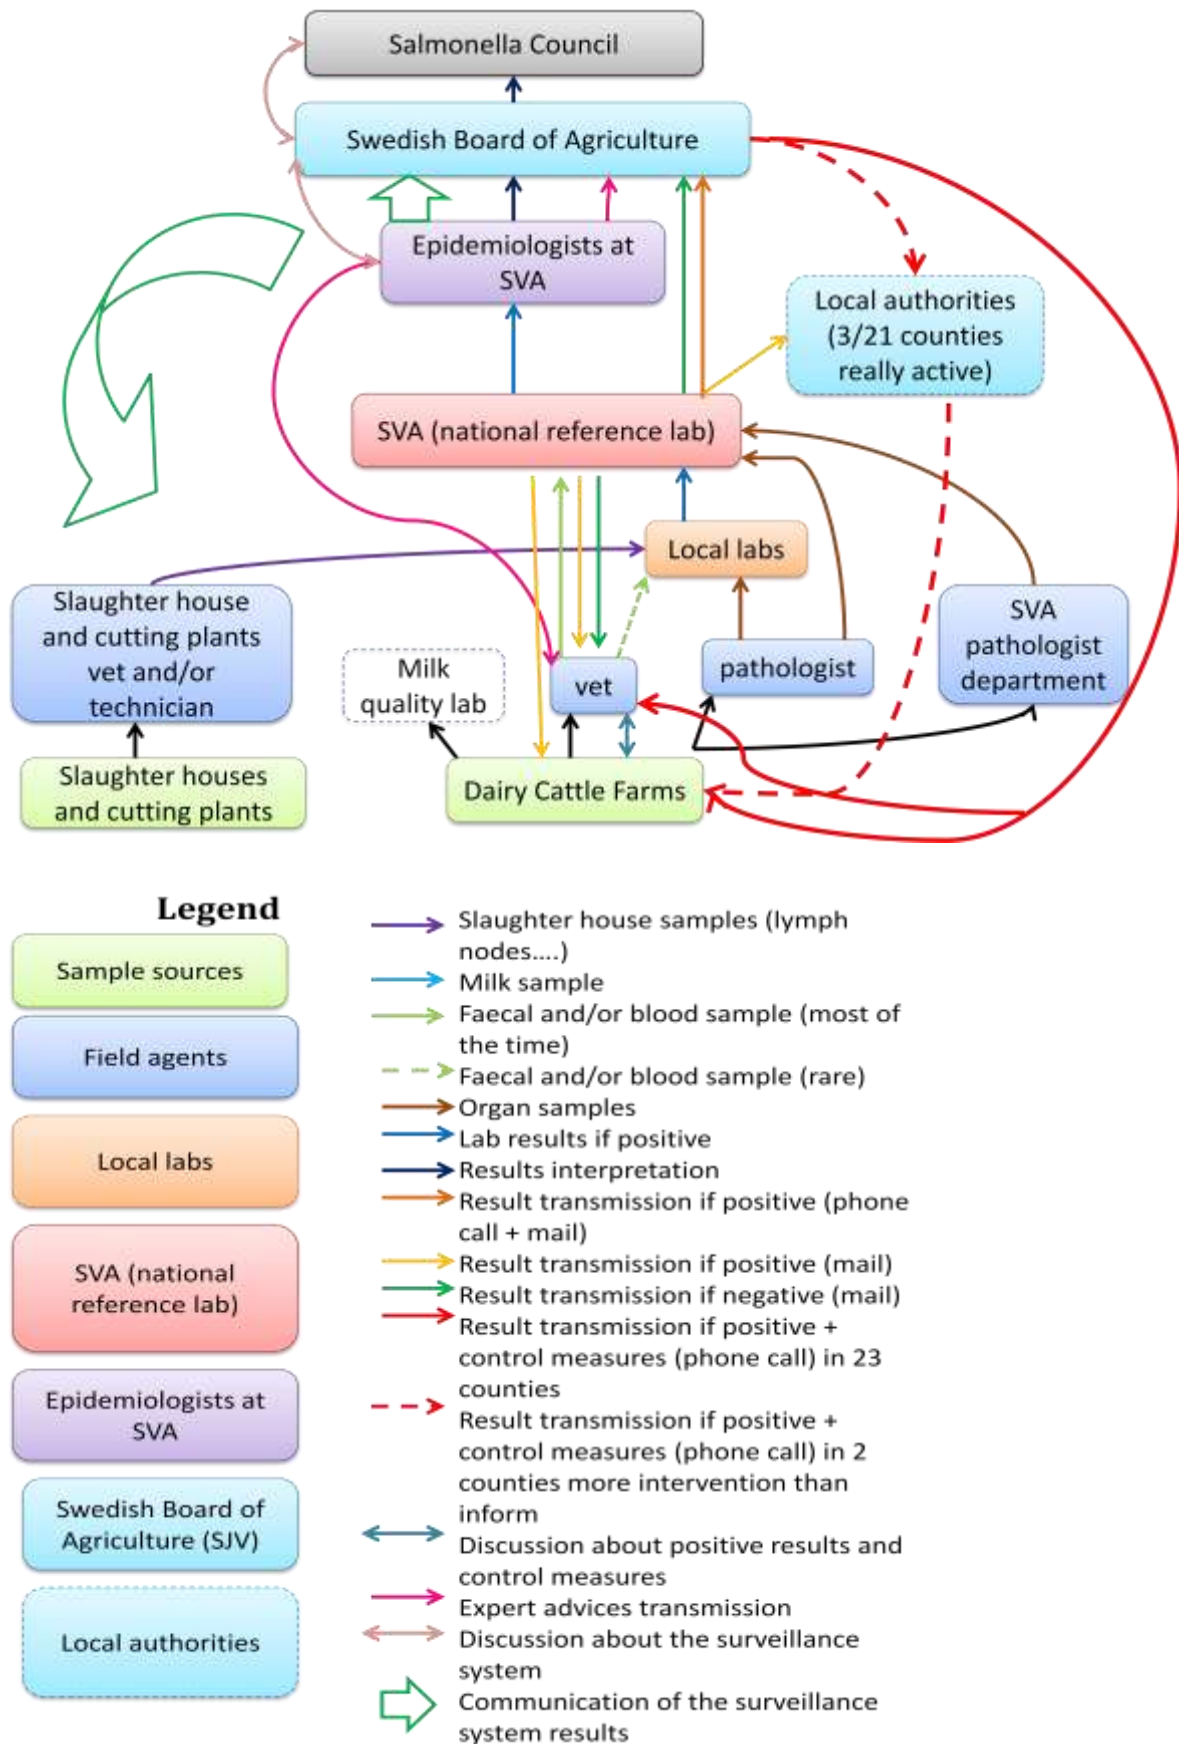 Salmonella Council
Swedish Board of Agriculture
Epidemiologists at
SVA
Local authorities
(3/21 counties
really active)
SVA (national reference lab)
Local labs
Slaughter house
and cutting plants
vet and/or
technician
Milk
quality lab
vet
pathologist
SVA
pathologist
department
Slaughter houses
and cutting plants
Dairy Cattle Farms
Legend
Sample sources
Field agents
Local labs
SVA (national
reference lab)
Epidemiologists at
SVA
Swedish Board of
Agriculture (SJV)
Local authorities
Slaughter house samples (lymph
nodes....)
Milk sample
Faecal and/or blood sample (most of
the time)
Faecal and/or blood sample (rare)
Organ samples
Lab results if positive
Results interpretation
Result transmission if positive (phone
call + mail)
Result transmission if positive (mail)
Result transmission if negative (mail)
Result transmission if positive +
control measures (phone call) in 23
counties
Result transmission if positive +
control measures (phone call) in 2
counties more intervention than
inform
Discussion about positive results and
control measures
Expert advices transmission
Discussion about the surveillance
system
Communication of the surveillance
system results